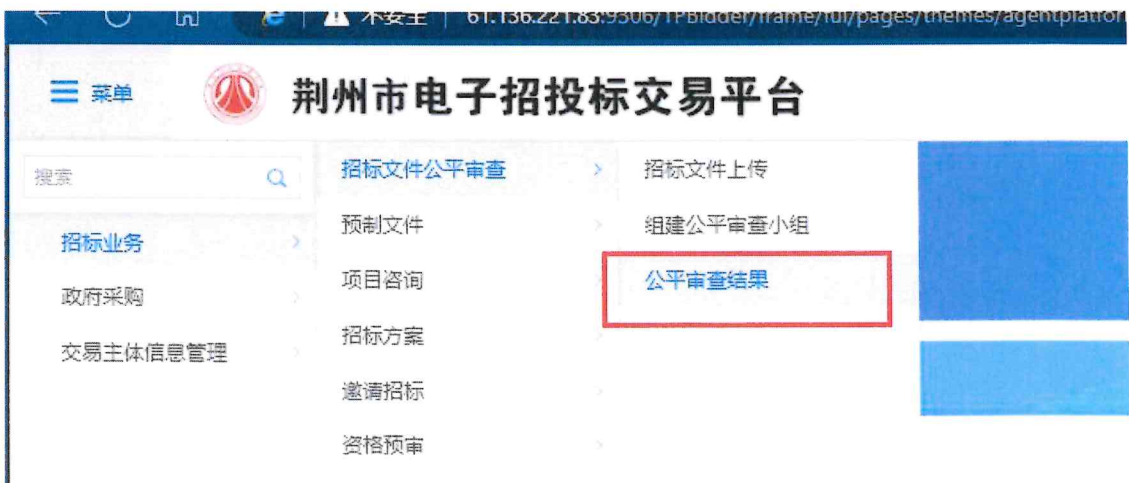 不安全 61.136.221.83:9306/TPBidder/frame/fui/pages/themes/agentplatfor
菜单
荆州市电子招投标交易平台
搜索
招标业务
政府采购
交易主体信息管理
招标文件公平审查
预制文件
项目咨询
招标方案
邀请招标
资格预审
招标文件上传
组建公平审查小组
公平审查结果